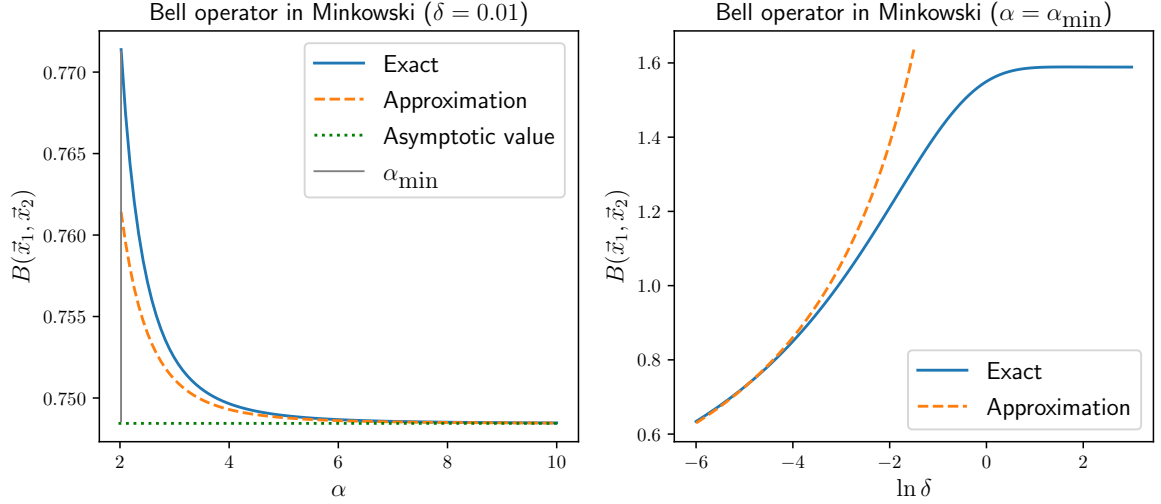 Bell operator in Minkowski (δ = 0.01)
0.770
0.765
0.760
0.755
0.750
B(x⃗₁, x⃗₂)
2
4
6
8
10
α
Exact
Approximation
Asymptotic value
α_min
Bell operator in Minkowski (α = α_min)
1.6
1.4
1.2
1.0
0.8
0.6
B(x⃗₁, x⃗₂)
−6
−4
−2
0
2
ln δ
Exact
Approximation